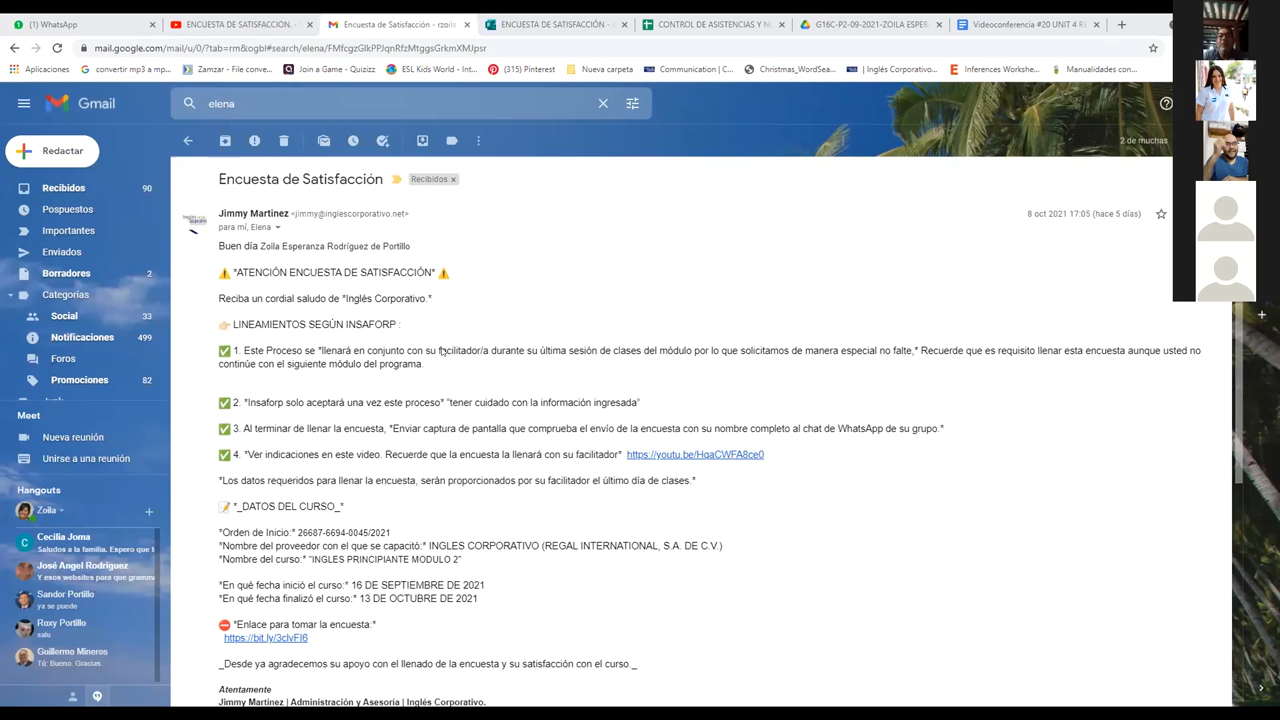 (1) WhatsApp
ENCUESTA DE SATISFACCION. -
Encuesta de Satisfacción - rzoila
ENCUESTA DE SATISFACCIÓN -
CONTROL DE ASISTENCIAS Y NO
G16C-P2-09-2021-ZOILA ESPER
Videoconferencia #20 UNIT 4 R
mail.google.com/mail/u/0/?tab=rm&ogbl#search/elena/FMfcgzGlkPPJqnRfzMtggsGrkmXMJpsr
Aplicaciones
convertir mp3 a mp...
Zamzar - File conve...
Join a Game - Quizizz
ESL Kids World - Int...
(315) Pinterest
Nueva carpeta
Communication | C...
Christmas_WordSea...
| Inglés Corporativo...
Inferences Workshe...
Manualidades con...
Gmail
elena
Redactar
2 de muchas
Recibidos 90
Pospuestos
Importantes
Enviados
Borradores 2
Categorías
Social 33
Notificaciones 499
Foros
Promociones 82
Meet
Nueva reunión
Unirse a una reunión
Hangouts
Zoila
Cecilia Joma
Saludos a la familia. Espero que t
José Angel Rodríguez
Y esos websites para que gramma
Sandor Portillo
ya se puede
Roxy Portillo
salu
Guillermo Mineros
Tú: Bueno. Gracias.
Encuesta de Satisfacción
Recibidos x
Jimmy Martinez <jimmy@inglescorporativo.net>
8 oct 2021 17:05 (hace 5 días)
para mí, Elena
Buen día Zoila Esperanza Rodríguez de Portillo
⚠️ *ATENCIÓN ENCUESTA DE SATISFACCIÓN* ⚠️
Reciba un cordial saludo de *Inglés Corporativo.*
👉🏻 LINEAMIENTOS SEGÚN INSAFORP :
✅ 1. Este Proceso se *llenará en conjunto con su facilitador/a durante su última sesión de clases del módulo por lo que solicitamos de manera especial no falte,* Recuerde que es requisito llenar esta encuesta aunque usted no
continúe con el siguiente módulo del programa.
✅ 2. *Insaforp solo aceptará una vez este proceso* "tener cuidado con la información ingresada"
✅ 3. Al terminar de llenar la encuesta, *Enviar captura de pantalla que comprueba el envío de la encuesta con su nombre completo al chat de WhatsApp de su grupo.*
✅ 4. *Ver indicaciones en este video. Recuerde que la encuesta la llenará con su facilitador* https://youtu.be/HqaCWFA8ce0
*Los datos requeridos para llenar la encuesta, serán proporcionados por su facilitador el último día de clases.*
📝 *_DATOS DEL CURSO_*
*Orden de Inicio:* 26687-6694-0045/2021
*Nombre del proveedor con el que se capacitó:* INGLES CORPORATIVO (REGAL INTERNATIONAL, S.A. DE C.V.)
*Nombre del curso:* "INGLES PRINCIPIANTE MODULO 2"
*En qué fecha inició el curso:* 16 DE SEPTIEMBRE DE 2021
*En qué fecha finalizó el curso:* 13 DE OCTUBRE DE 2021
⛔ *Enlace para tomar la encuesta:*
https://bit.ly/3clvFI6
_Desde ya agradecemos su apoyo con el llenado de la encuesta y su satisfacción con el curso._
Atentamente
Jimmy Martínez | Administración y Asesoría | Inglés Corporativo.